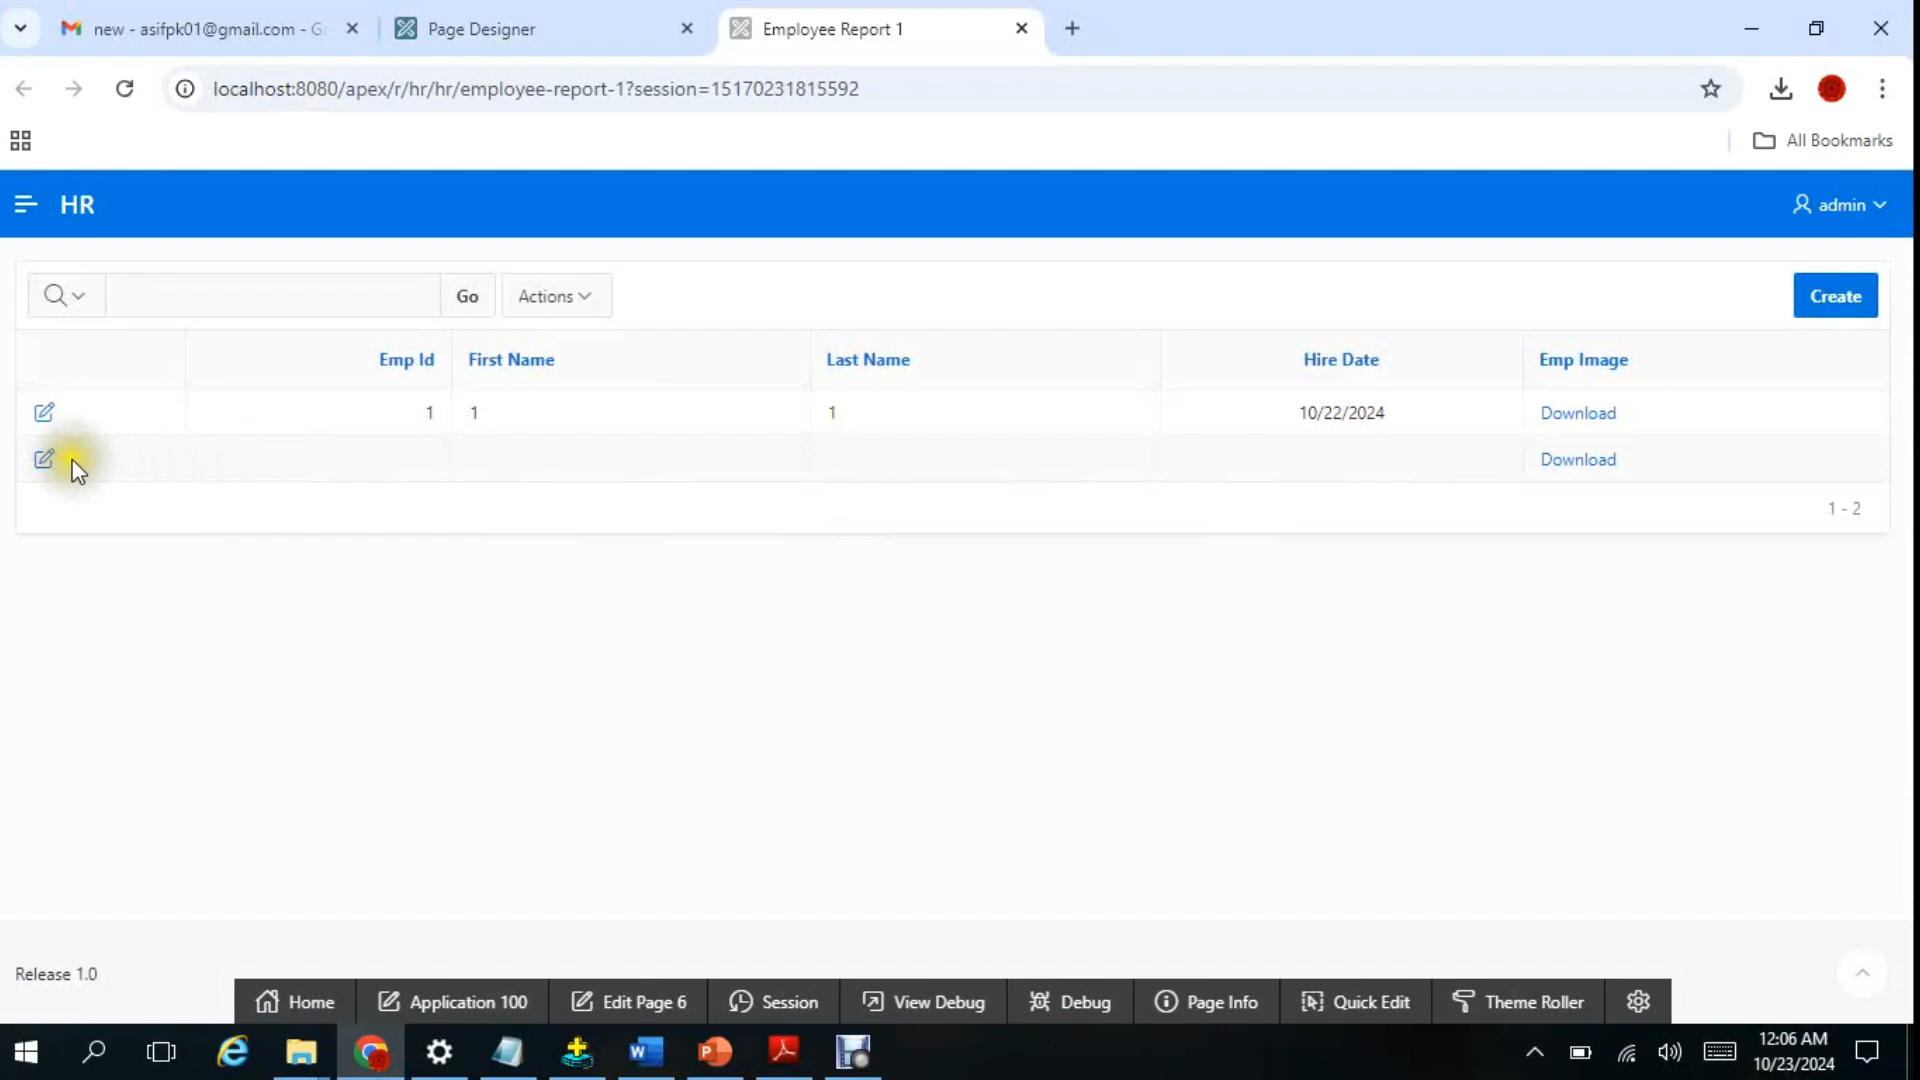 new - asifpk01@gmail.com - G
Page Designer
Employee Report 1
localhost:8080/apex/r/hr/hr/employee-report-1?session=15170231815592
All Bookmarks
HR
admin
Go
Actions
Create
Emp Id
First Name
Last Name
Hire Date
Emp Image
1
1
1
10/22/2024
Download
Download
1 - 2
Release 1.0
Home
Application 100
Edit Page 6
Session
View Debug
Debug
Page Info
Quick Edit
Theme Roller
12:06 AM
10/23/2024